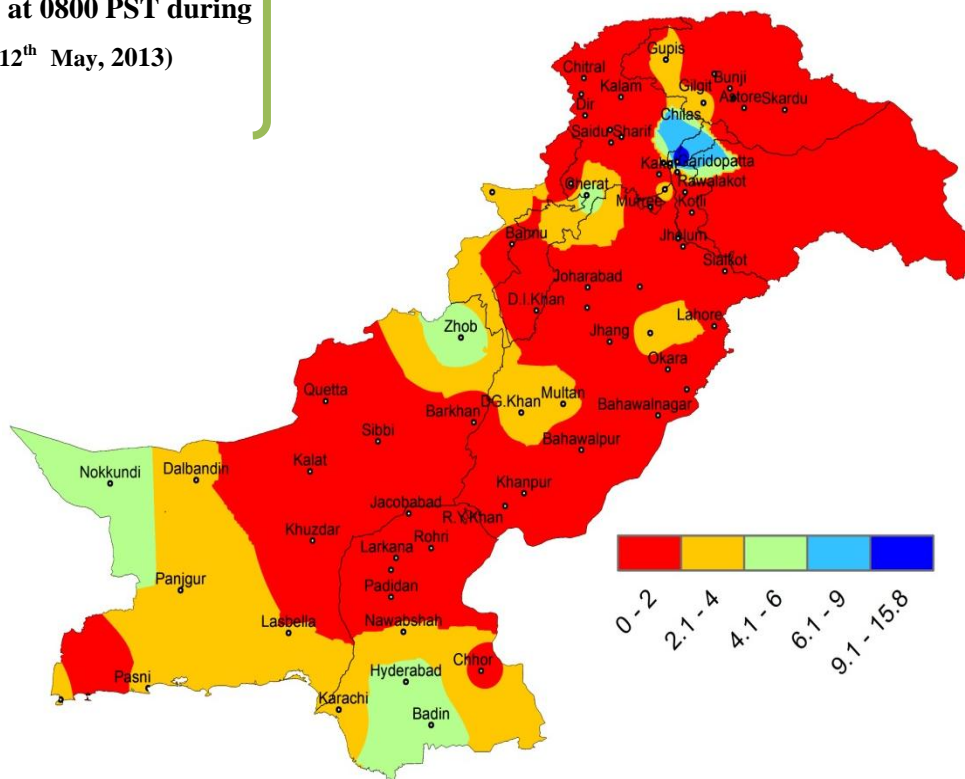 at 0800 PST during
12th May, 2013)
Gupis
Chitral
Bunji
Kalam
Gilgit
Astore Skardu
Dir
Chilas
Saidu Sharif
Garidopatta
Cherat
Rawalakot
Murree
Kotli
Bannu
Jhelum
Sialkot
Joharabad
D.I.Khan
Lahore
Zhob
Jhang
Okara
Quetta
Multan
DG.Khan
Barkhan
Bahawalnagar
Sibbi
Bahawalpur
Nokkundi
Dalbandin
Kalat
Khanpur
Jacobabad
R.Y.Khan
Khuzdar
Rohri
Larkana
Panjgur
Padidan
Lasbella
Nawabshah
Chhor
Hyderabad
Pasni
Karachi
Badin
0 - 2
2.1 - 4
4.1 - 6
6.1 - 9
9.1 - 15.8